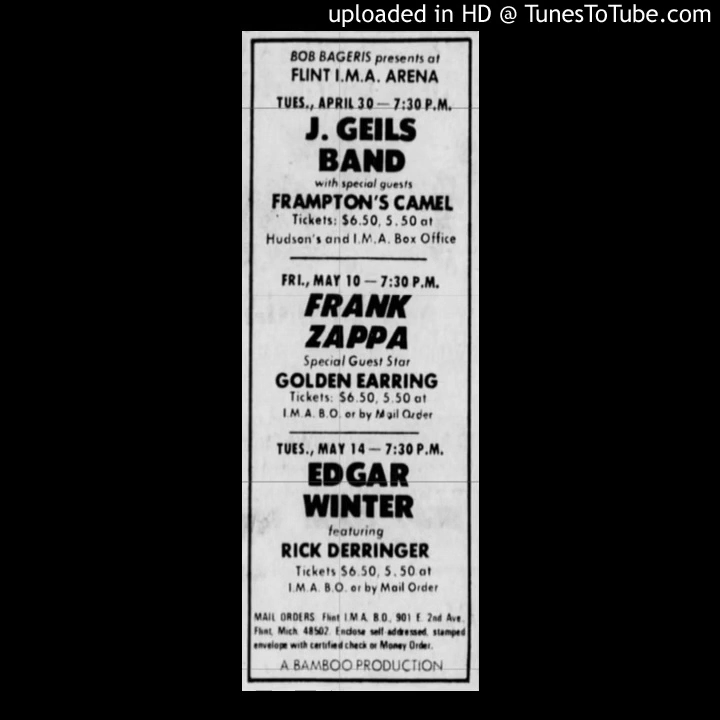 uploaded in HD @ TunesToTube.com
BOB BAGERIS presents at
FLINT I.M.A. ARENA
TUES., APRIL 30 — 7:30 P.M.
J. GEILS
BAND
with special guests
FRAMPTON'S CAMEL
Tickets: $6.50, 5.50 at
Hudson's and I.M.A. Box Office
FRI., MAY 10 — 7:30 P.M.
FRANK
ZAPPA
Special Guest Star
GOLDEN EARRING
Tickets: $6.50, 5.50 at
I.M.A. B.O. or by Mail Order
TUES., MAY 14 — 7:30 P.M.
EDGAR
WINTER
featuring
RICK DERRINGER
Tickets $6.50, 5.50 at
I.M.A. B.O. or by Mail Order
MAIL ORDERS Flint I.M.A. B.O., 901 E. 2nd Ave.
Flint, Mich 48502. Enclose self-addressed, stamped
envelope with certified check or Money Order.
A BAMBOO PRODUCTION